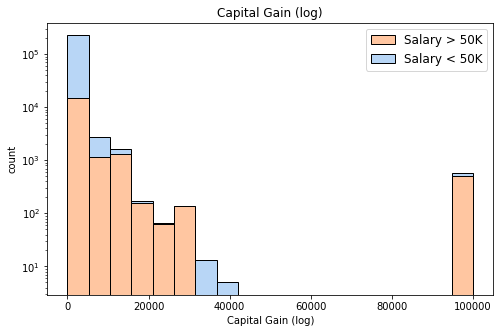 Capital Gain (log)
Salary > 50K
Salary < 50K
count
10^5
10^4
10^3
10^2
10^1
0 20000 40000 60000 80000 100000
Capital Gain (log)